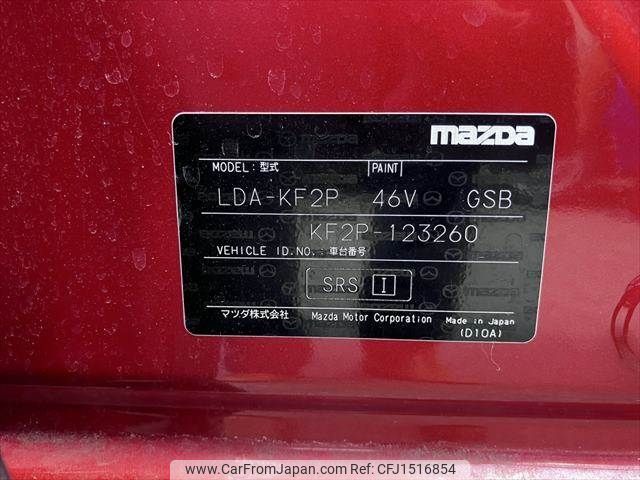 mazda
MODEL : 型式 PAINT
LDA-KF2P 46V GSB
KF2P-123260
VEHICLE ID.NO. : 車台番号
SRS I
マツダ株式会社 Mazda Motor Corporation Made in Japan
(D10A)
www.CarFromJapan.com - CFJ1516854